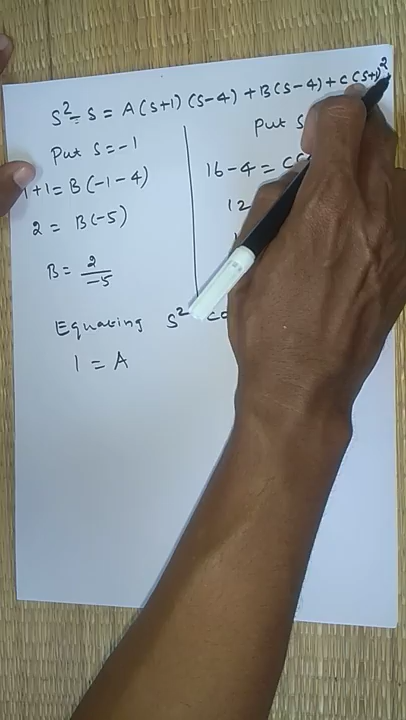 s² - s = A (s+1) (s-4) + B(s-4) + C (s+1)²
Put s = -1
1+1 = B(-1-4)
2 = B(-5)
B = 2/-5
Put s
16-4 = C(
12
Equating s² co
1 = A